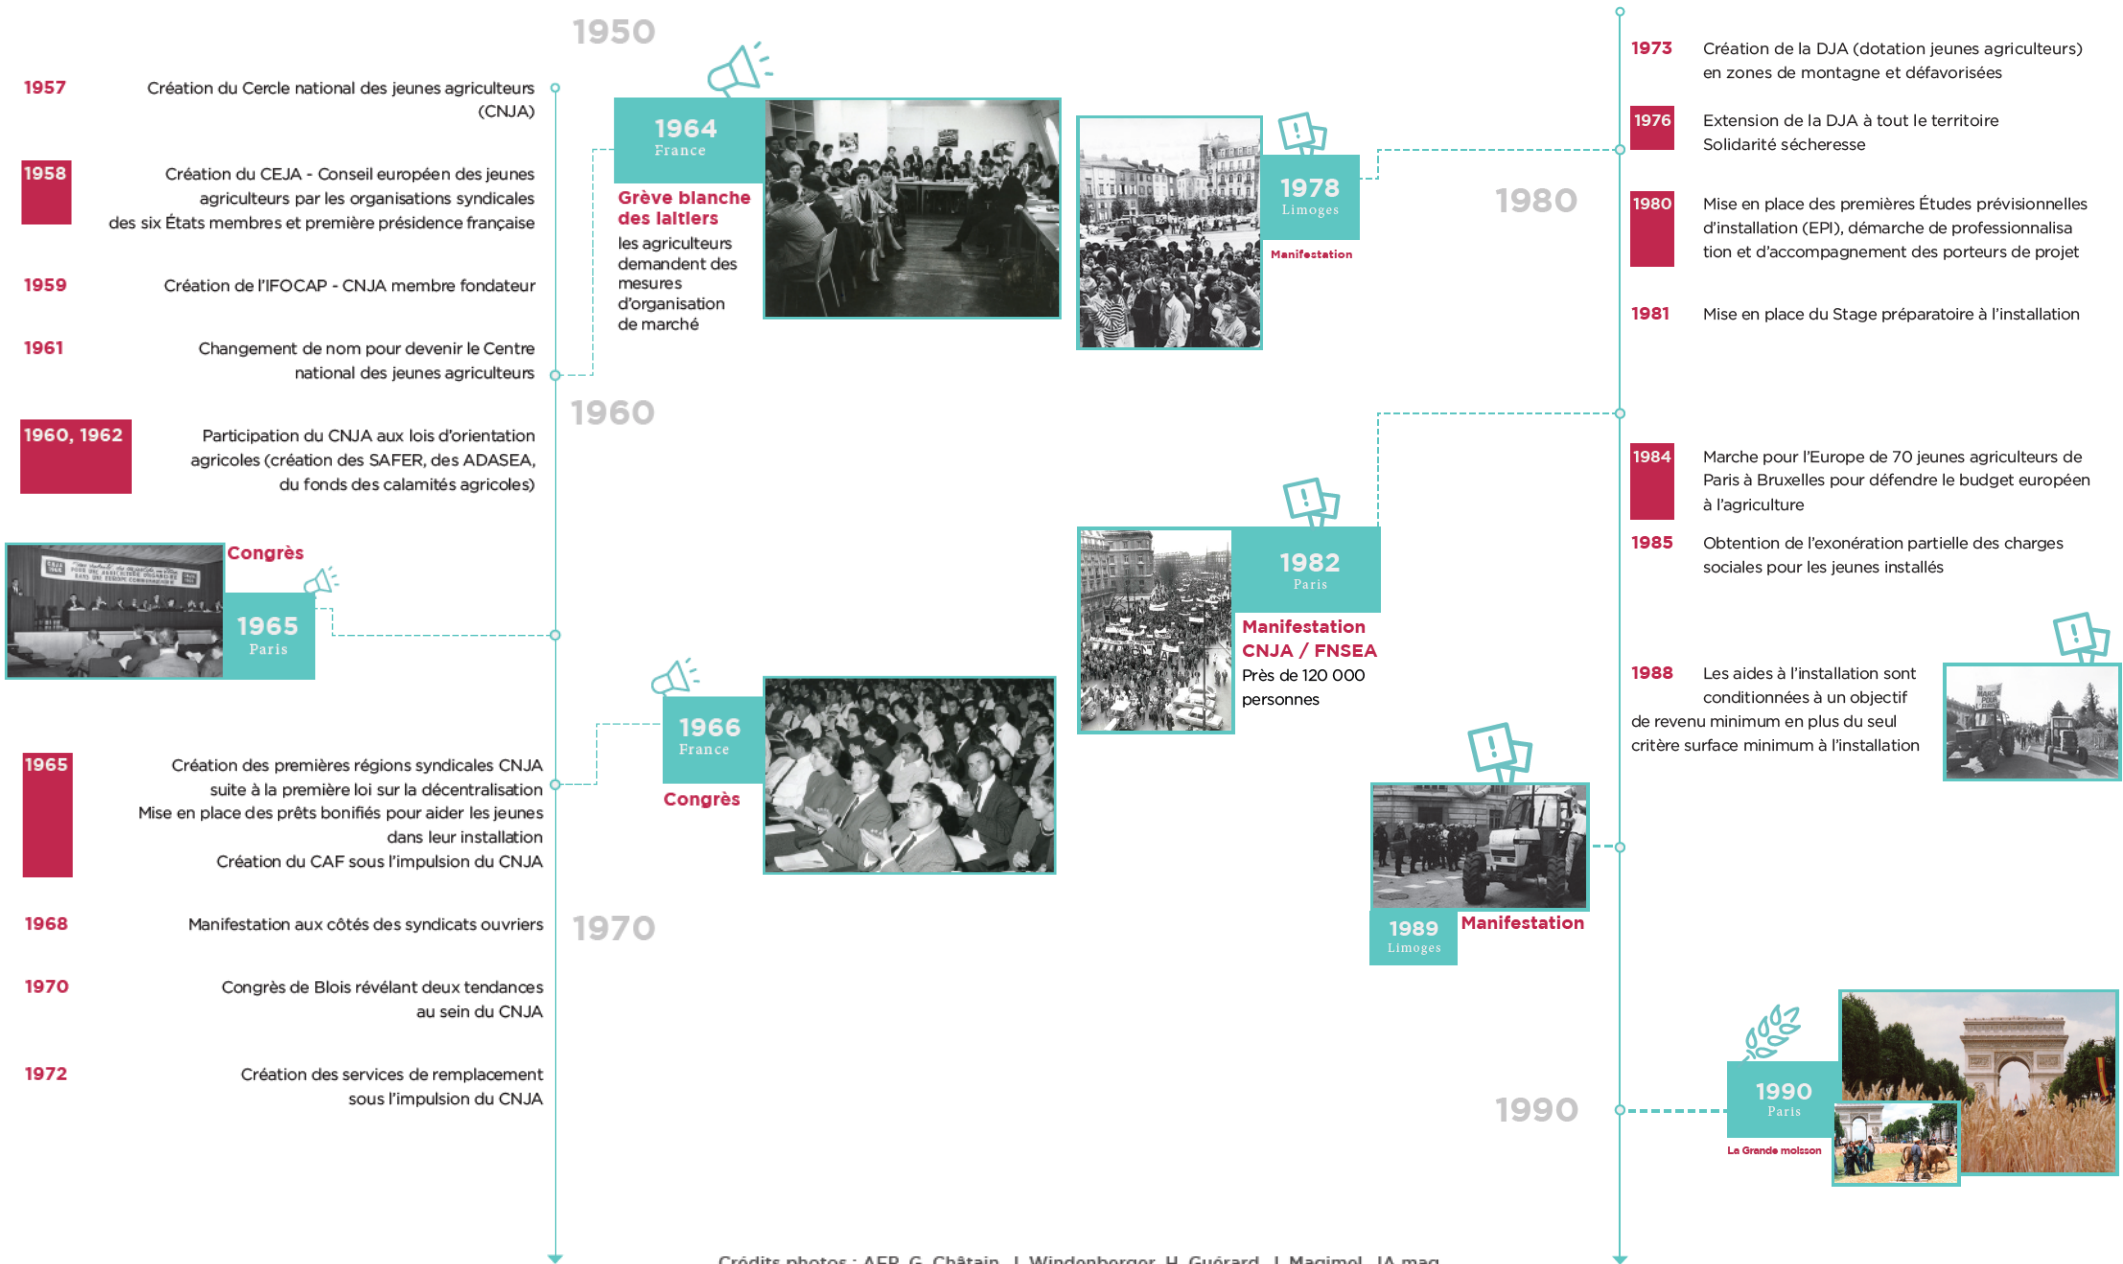 1950
1957
Création du Cercle national des jeunes agriculteurs
(CNJA)
1958
Création du CEJA - Conseil européen des jeunes
agriculteurs par les organisations syndicales
des six États membres et première présidence française
1959
Création de l'IFOCAP - CNJA membre fondateur
1961
Changement de nom pour devenir le Centre
national des jeunes agriculteurs
1960, 1962
Participation du CNJA aux lois d'orientation
agricoles (création des SAFER, des ADASEA,
du fonds des calamités agricoles)
Congrès
1965
Paris
1965
Création des premières régions syndicales CNJA
suite à la première loi sur la décentralisation
Mise en place des prêts bonifiés pour aider les jeunes
dans leur installation
Création du CAF sous l'impulsion du CNJA
1968
Manifestation aux côtés des syndicats ouvriers
1970
Congrès de Blois révélant deux tendances
au sein du CNJA
1972
Création des services de remplacement
sous l'impulsion du CNJA
1964
France
Grève blanche
des laitiers
les agriculteurs
demandent des
mesures
d'organisation
de marché
1960
1966
France
Congrès
1970
1978
Limoges
Manifestation
1980
1982
Paris
Manifestation
CNJA / FNSEA
Près de 120 000
personnes
1989
Limoges
Manifestation
1990
1973
Création de la DJA (dotation jeunes agriculteurs)
en zones de montagne et défavorisées
1976
Extension de la DJA à tout le territoire
Solidarité sécheresse
1980
Mise en place des premières Études prévisionnelles
d'installation (EPI), démarche de professionnalisa
tion et d'accompagnement des porteurs de projet
1981
Mise en place du Stage préparatoire à l'installation
1984
Marche pour l'Europe de 70 jeunes agriculteurs de
Paris à Bruxelles pour défendre le budget européen
à l'agriculture
1985
Obtention de l'exonération partielle des charges
sociales pour les jeunes installés
1988
Les aides à l'installation sont
conditionnées à un objectif
de revenu minimum en plus du seul
critère surface minimum à l'installation
MARCHE
POUR
1990
Paris
La Grande moisson
Crédits photos : AFP, G. Châtain, J. Windenberger, H. Guérard, J. Magimel, JA mag